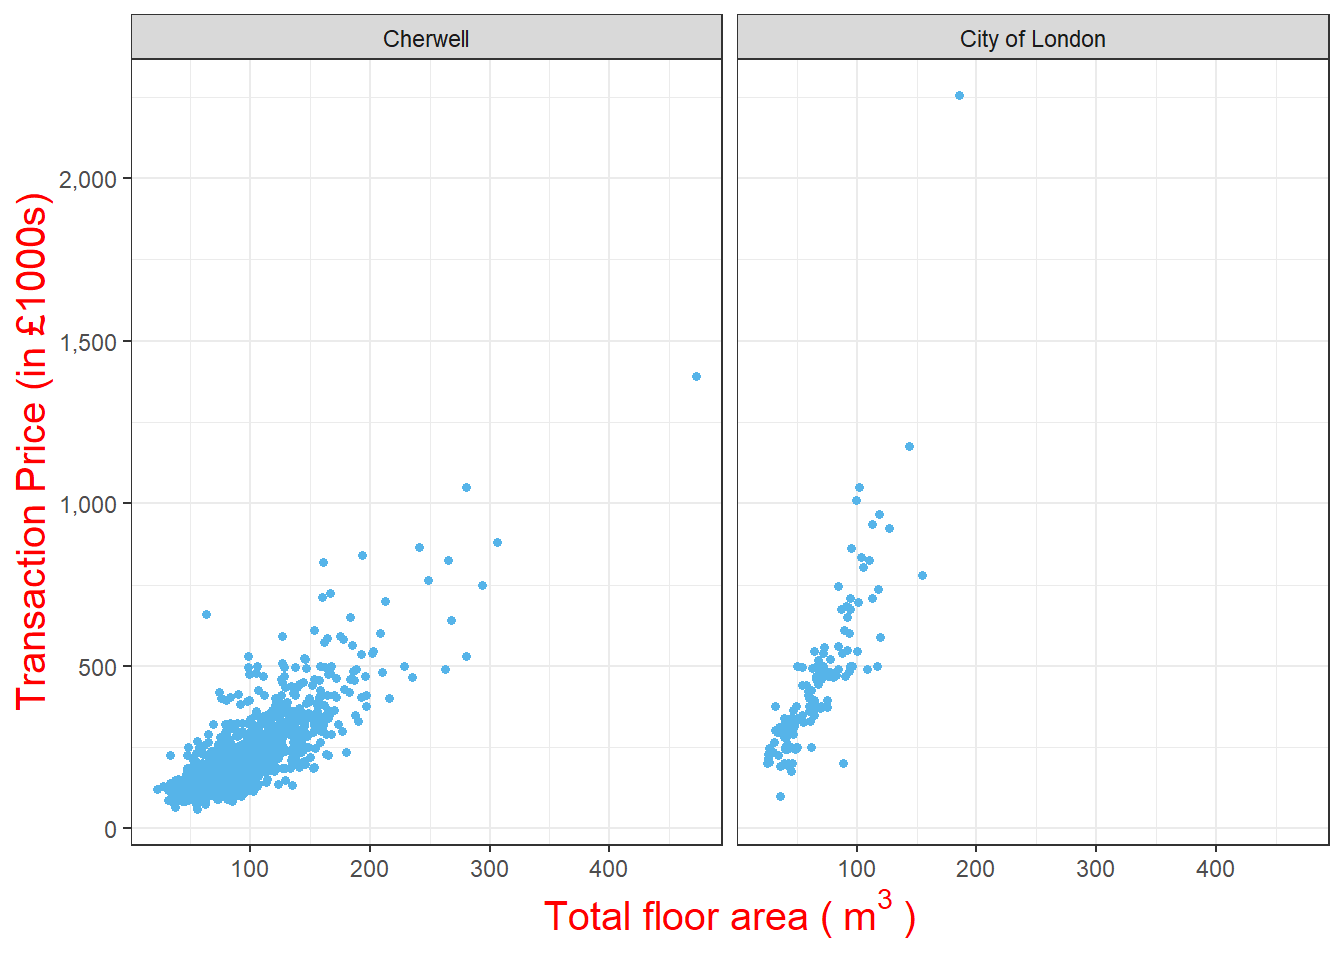 Cherwell
City of London
Transaction Price (in £1000s)
2,000
1,500
1,000
500
0
100 200 300 400
100 200 300 400
Total floor area ( m³ )